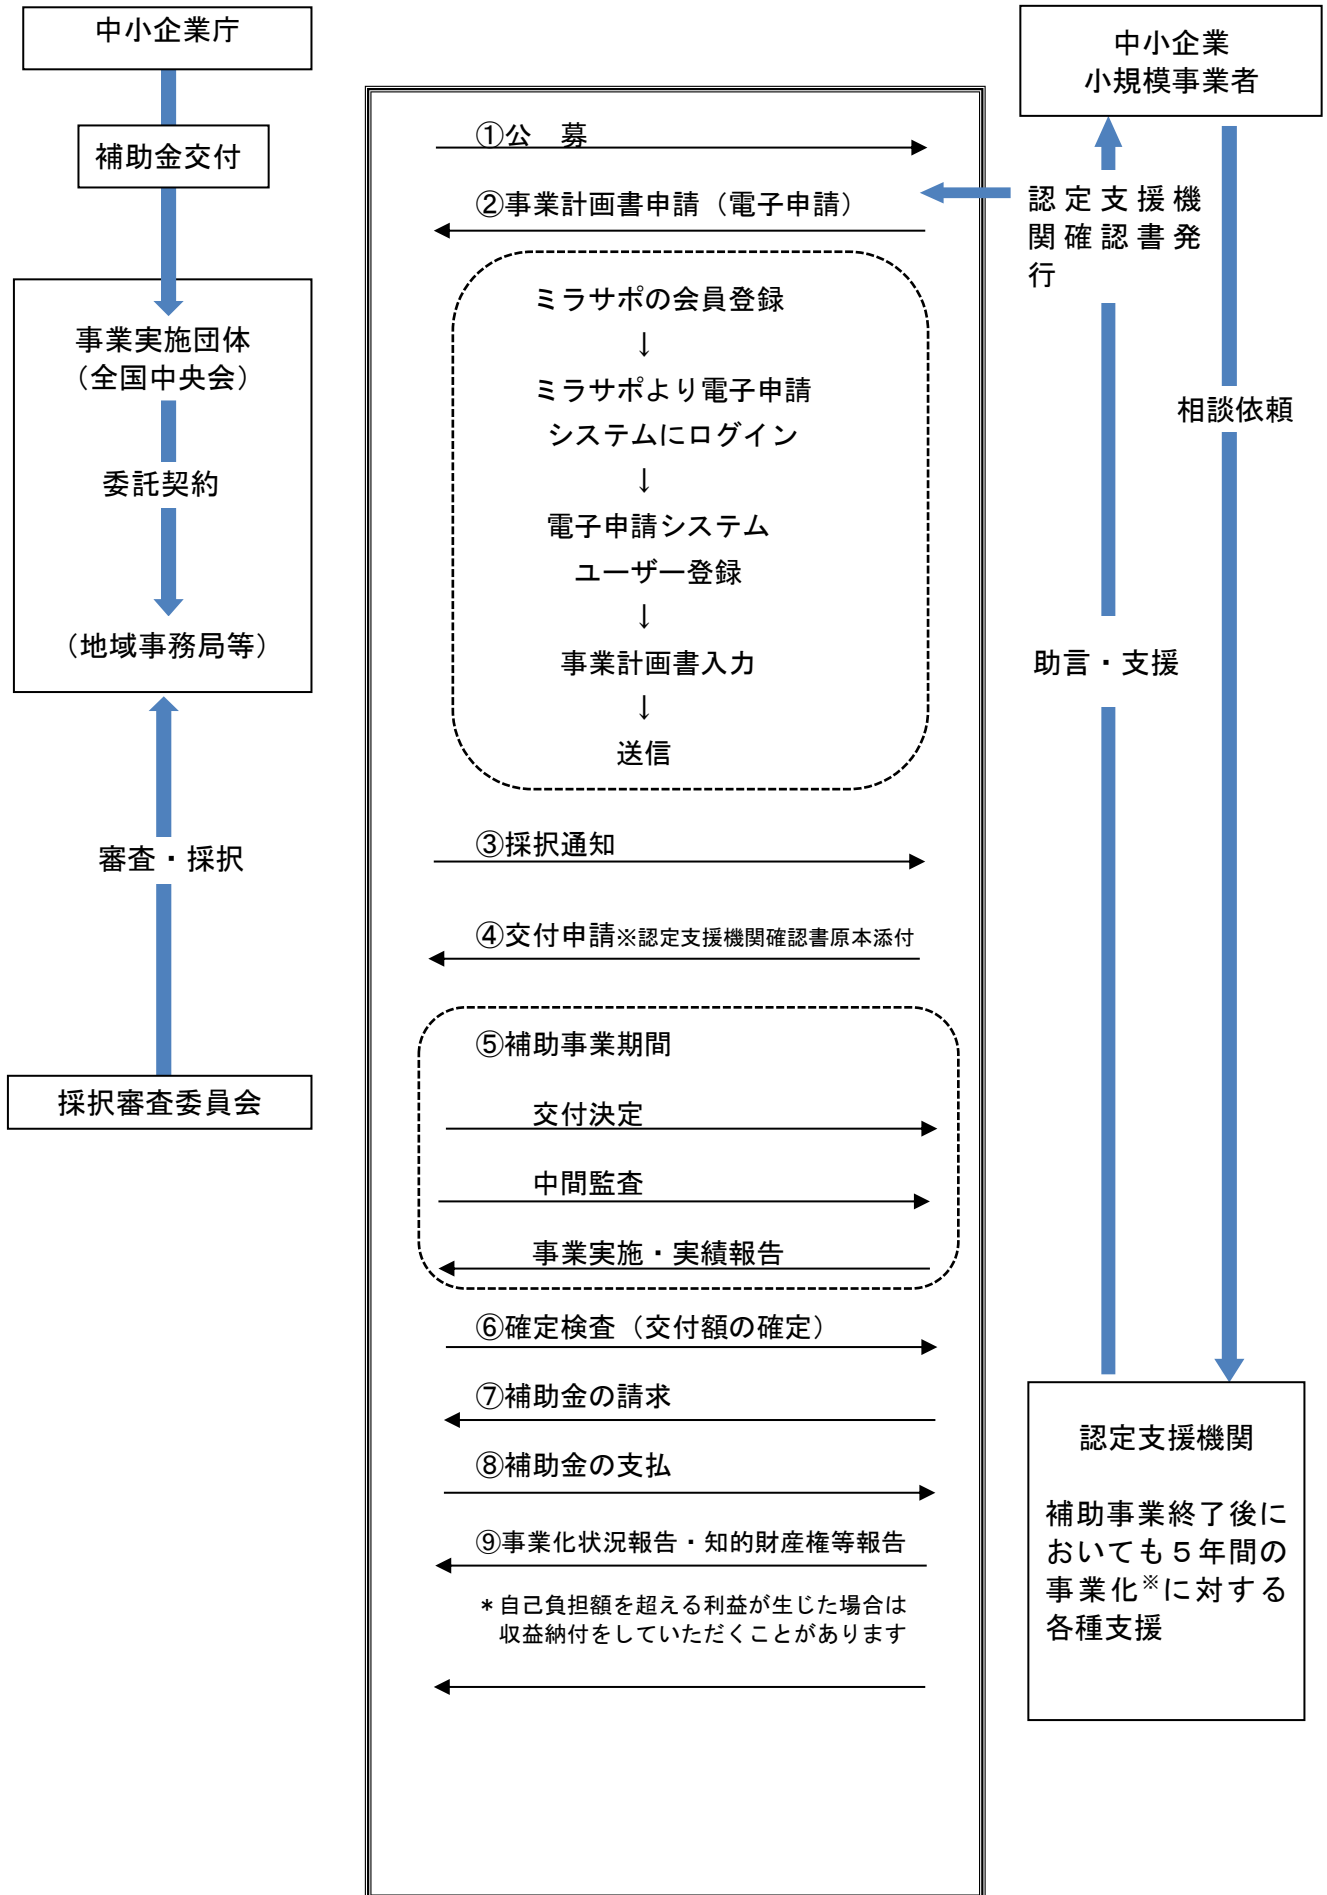 中小企業庁
補助金交付
事業実施団体
（全国中央会）
委託契約
（地域事務局等）
審査・採択
採択審査委員会
①公　募
②事業計画書申請（電子申請）
ミラサポの会員登録
↓
ミラサポより電子申請
システムにログイン
↓
電子申請システム
ユーザー登録
↓
事業計画書入力
↓
送信
③採択通知
④交付申請※認定支援機関確認書原本添付
⑤補助事業期間
交付決定
中間監査
事業実施・実績報告
⑥確定検査（交付額の確定）
⑦補助金の請求
⑧補助金の支払
⑨事業化状況報告・知的財産権等報告
＊自己負担額を超える利益が生じた場合は
収益納付をしていただくことがあります
中小企業
小規模事業者
認定支援機
関確認書発
行
相談依頼
助言・支援
認定支援機関
補助事業終了後に
おいても５年間の
事業化※に対する
各種支援